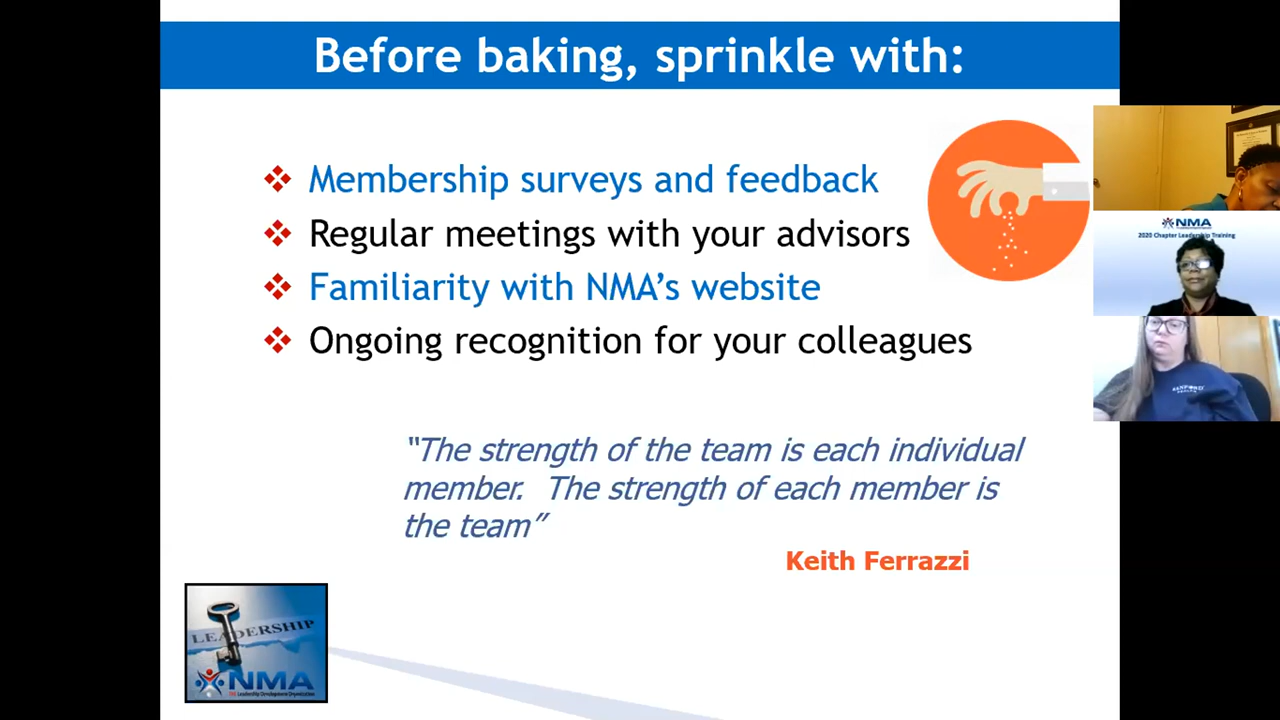 Before baking, sprinkle with:
❖ Membership surveys and feedback
❖ Regular meetings with your advisors
❖ Familiarity with NMA’s website
❖ Ongoing recognition for your colleagues
“The strength of the team is each individual
member. The strength of each member is
the team”
Keith Ferrazzi
LEADERSHIP
NMA
THE Leadership Development Organization
NMA
2020 Chapter Leadership Training